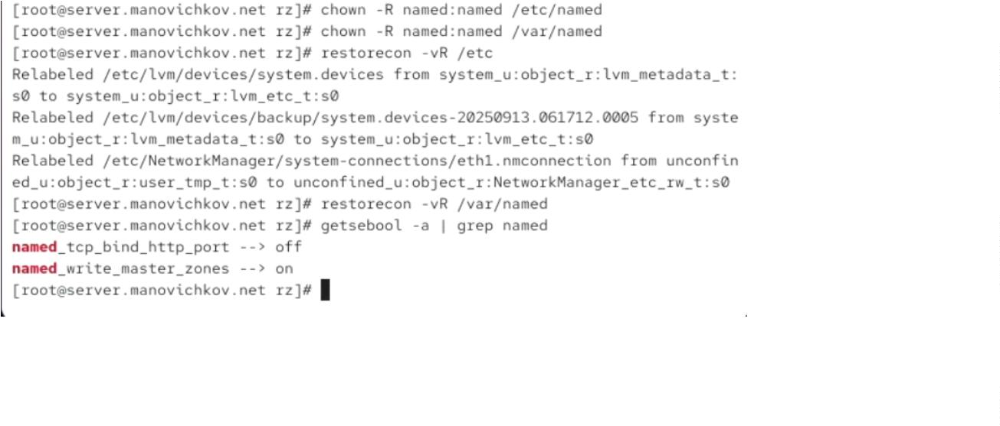 [root@server.manovichkov.net rz]# chown -R named:named /etc/named
[root@server.manovichkov.net rz]# chown -R named:named /var/named
[root@server.manovichkov.net rz]# restorecon -vR /etc
Relabeled /etc/lvm/devices/system.devices from system_u:object_r:lvm_metadata_t:
s0 to system_u:object_r:lvm_etc_t:s0
Relabeled /etc/lvm/devices/backup/system.devices-20250913.061712.0005 from syste
m_u:object_r:lvm_metadata_t:s0 to system_u:object_r:lvm_etc_t:s0
Relabeled /etc/NetworkManager/system-connections/eth1.nmconnection from unconfin
ed_u:object_r:user_tmp_t:s0 to unconfined_u:object_r:NetworkManager_etc_rw_t:s0
[root@server.manovichkov.net rz]# restorecon -vR /var/named
[root@server.manovichkov.net rz]# getsebool -a | grep named
named_tcp_bind_http_port --> off
named_write_master_zones --> on
[root@server.manovichkov.net rz]#